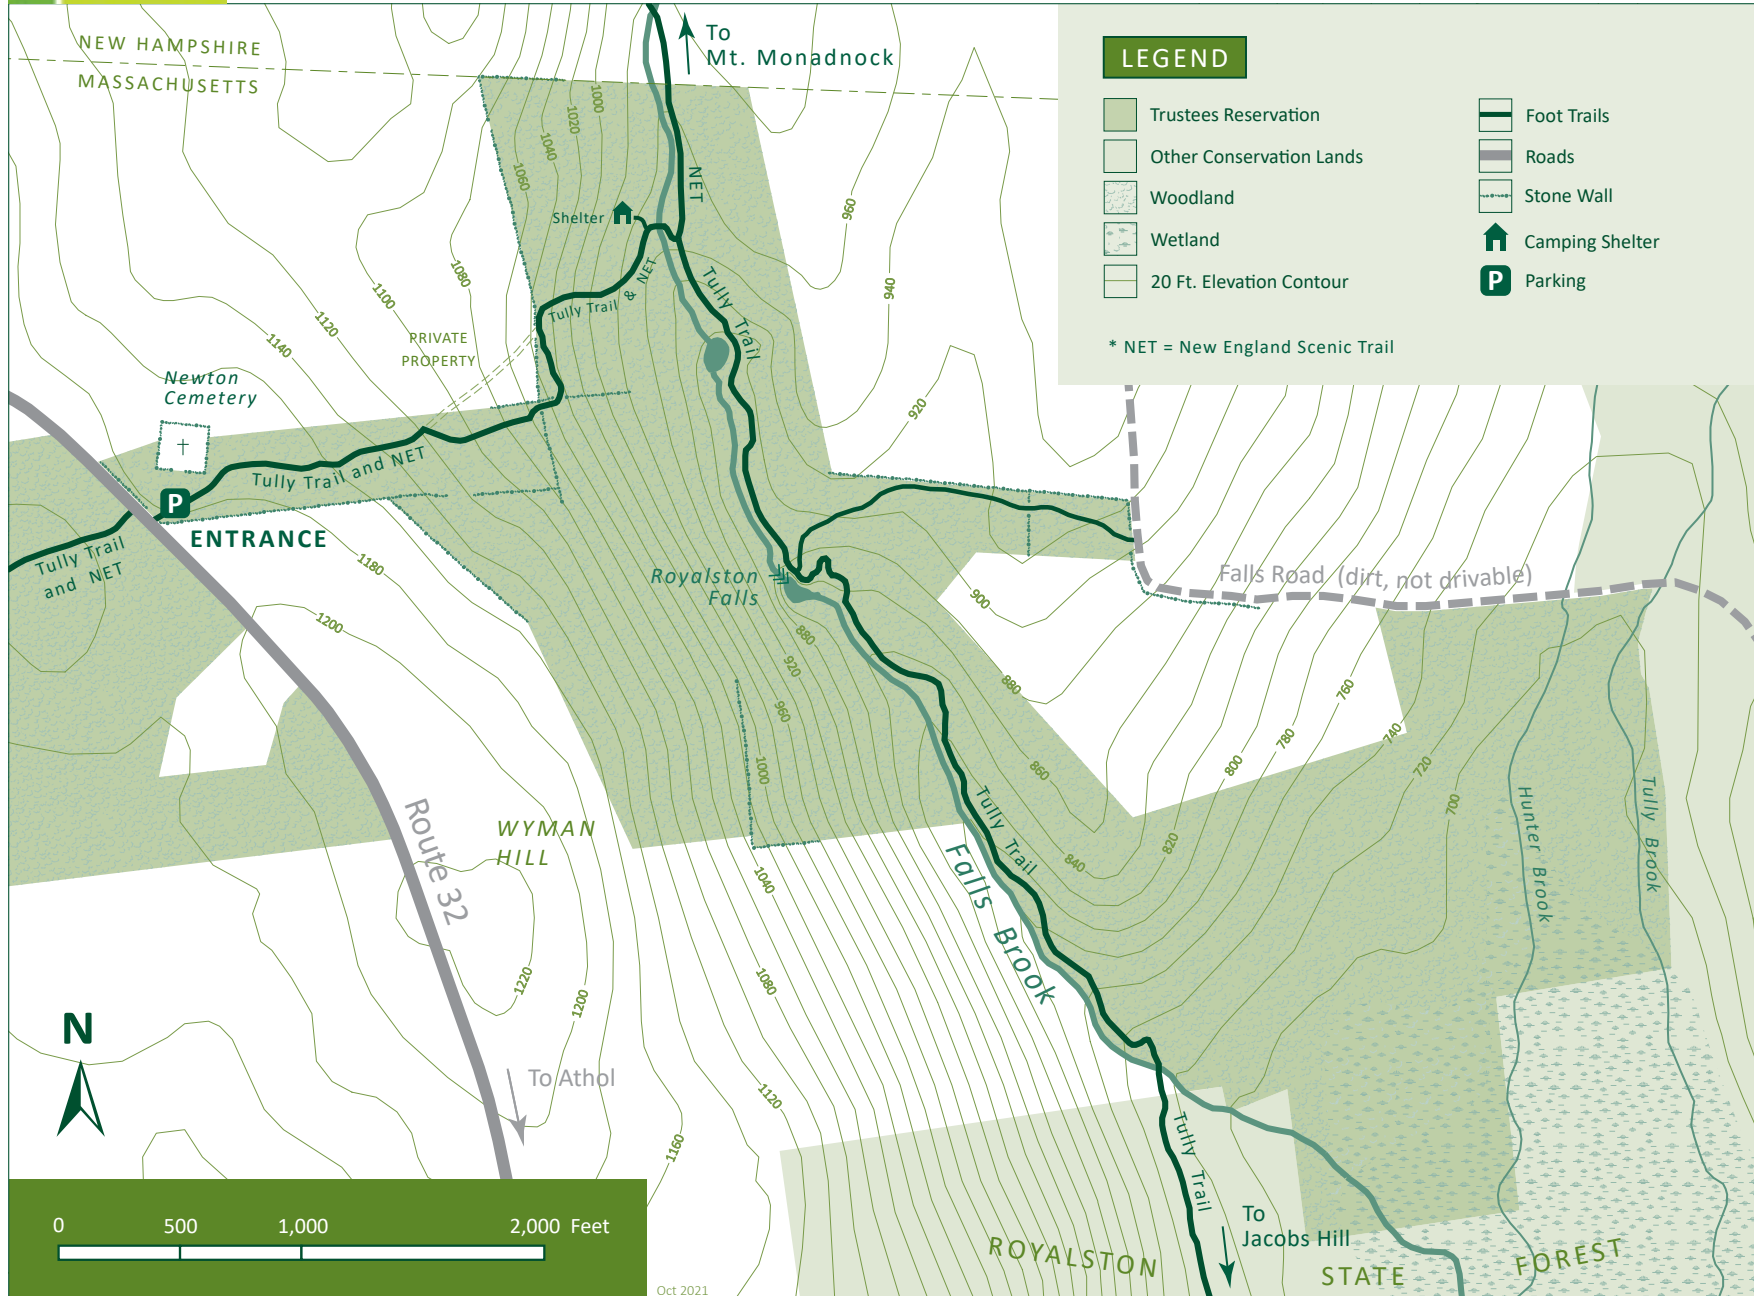 NEW HAMPSHIRE
MASSACHUSETTS
To
Mt. Monadnock
LEGEND
Trustees Reservation
Other Conservation Lands
Woodland
Wetland
20 Ft. Elevation Contour
Foot Trails
Roads
Stone Wall
Camping Shelter
P
Parking
* NET = New England Scenic Trail
1000
1020
1040
1060
NET
Shelter
960
1080
1100
1120
1140
Tully Trail & NET
Tully Trail
940
920
PRIVATE
PROPERTY
Newton
Cemetery
Tully Trail and NET
P
ENTRANCE
Tully Trail
and NET
1180
1200
Royalston
Falls
Falls Road (dirt, not drivable)
900
880
920
960
1000
880
860
840
820
800
780
760
740
720
700
Hunter Brook
Tully Brook
Route 32
WYMAN
HILL
Tully Trail
Falls Brook
1040
1080
1120
1160
1220
1200
N
To Athol
Tully Trail
To
Jacobs Hill
ROYALSTON STATE FOREST
0 500 1,000 2,000 Feet
Oct 2021